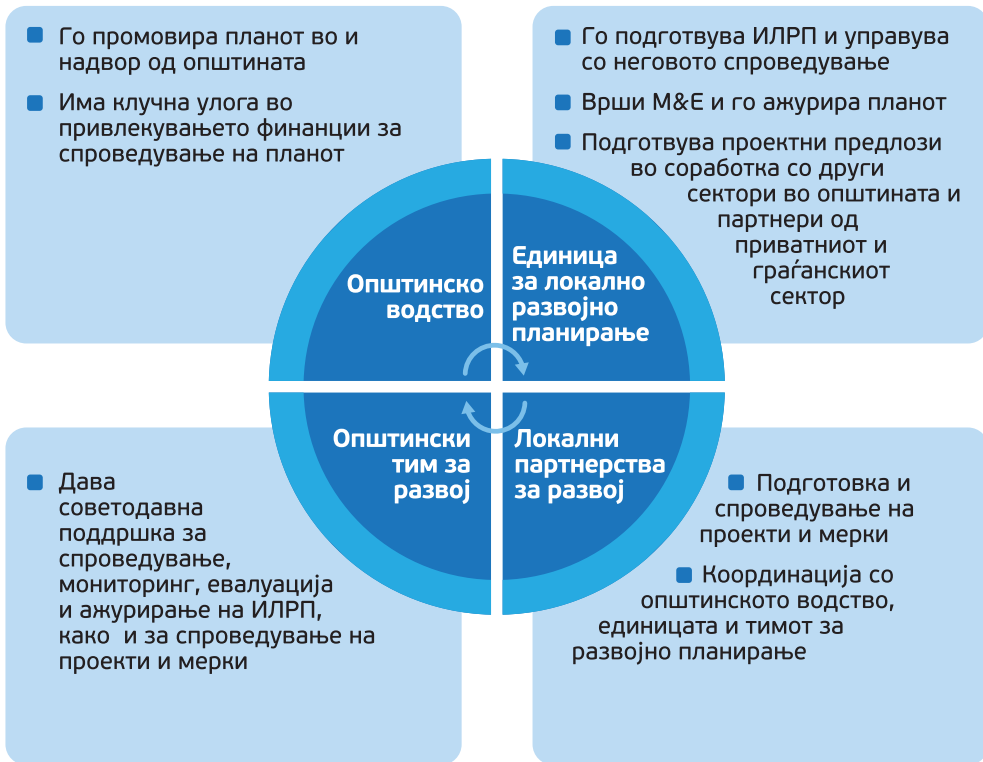 Го промовира планот во и
надвор од општината
Има клучна улога во
привлекувањето финансии за
спроведување на планот
Го подготвува ИЛРП и управува
со неговото спроведување
Врши М&Е и го ажурира планот
Подготвува проектни предлози
во соработка со други
сектори во општината и
партнери од
приватниот и
граѓанскиот
сектор
Општинско
водство
Единица
за локално
развојно
планирање
Општински
тим за
развој
Локални
партнерства
за развој
Дава
советодавна
поддршка за
спроведување,
мониторинг, евалуација
и ажурирање на ИЛРП,
како и за спроведување на
проекти и мерки
Подготовка и
спроведување на
проекти и мерки
Координација со
општинското водство,
единицата и тимот за
развојно планирање